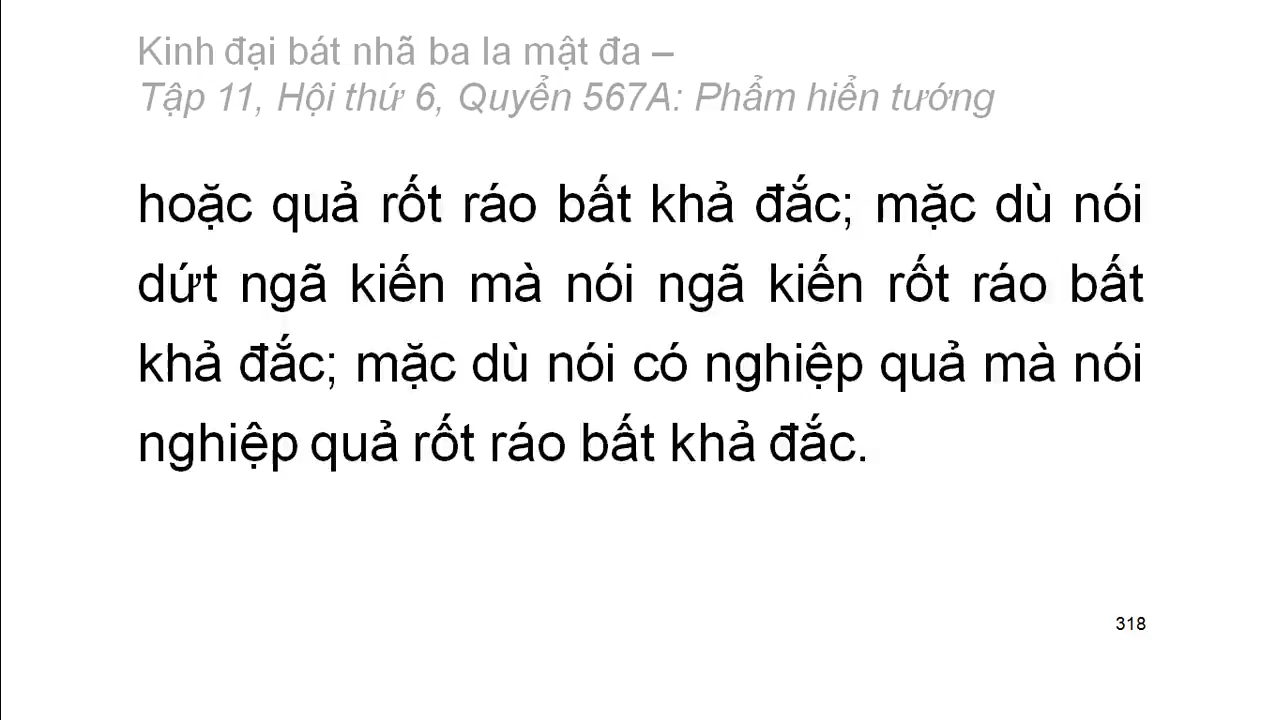 Kinh đại bát nhã ba la mật đa –
Tập 11, Hội thứ 6, Quyển 567A: Phẩm hiển tướng
hoặc quả rốt ráo bất khả đắc; mặc dù nói
dứt ngã kiến mà nói ngã kiến rốt ráo bất
khả đắc; mặc dù nói có nghiệp quả mà nói
nghiệp quả rốt ráo bất khả đắc.
318